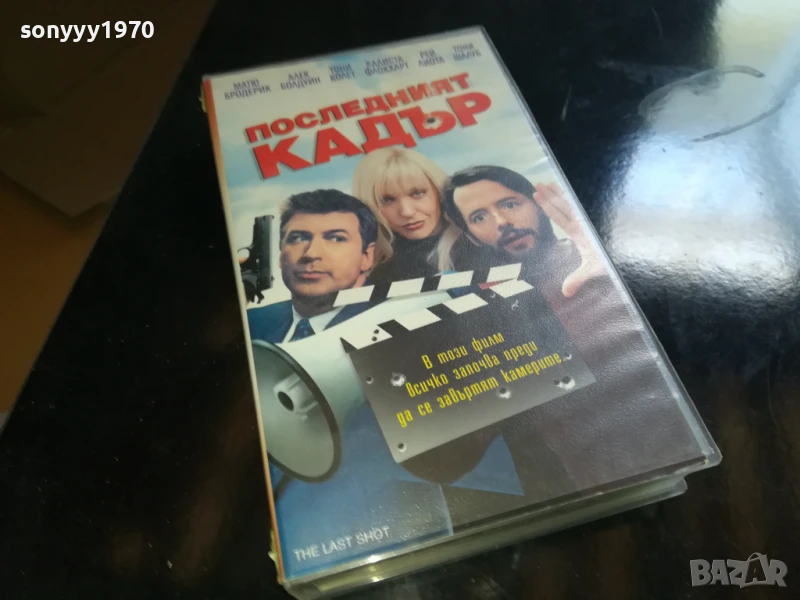 sonyyy1970
МАТЮ БРОДЕРИК
АЛЕК БОЛДУИН
ТОНИ КОЛЕТ
КАЛИСТА ФЛОКХАРТ
РЕЙ ЛИОТА
ТОНИ ШАЛУБ
ПОСЛЕДНИЯТ
КАДЪР
В този филм
всичко започва преди
да се завъртят камерите...
THE LAST SHOT
BAZAR